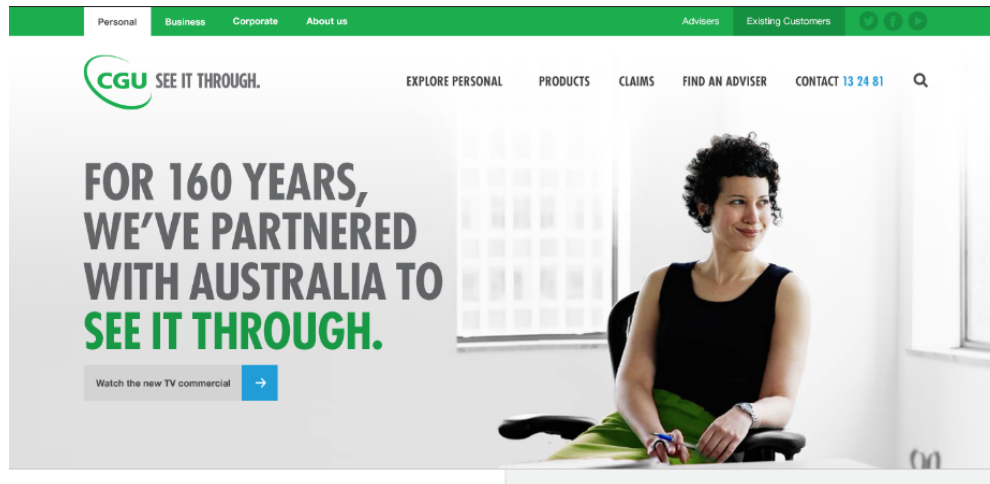 Personal Business Corporate About us Advisers Existing Customers
CGU SEE IT THROUGH. EXPLORE PERSONAL PRODUCTS CLAIMS FIND AN ADVISER CONTACT 13 24 81
FOR 160 YEARS,
WE'VE PARTNERED
WITH AUSTRALIA TO
SEE IT THROUGH.
Watch the new TV commercial